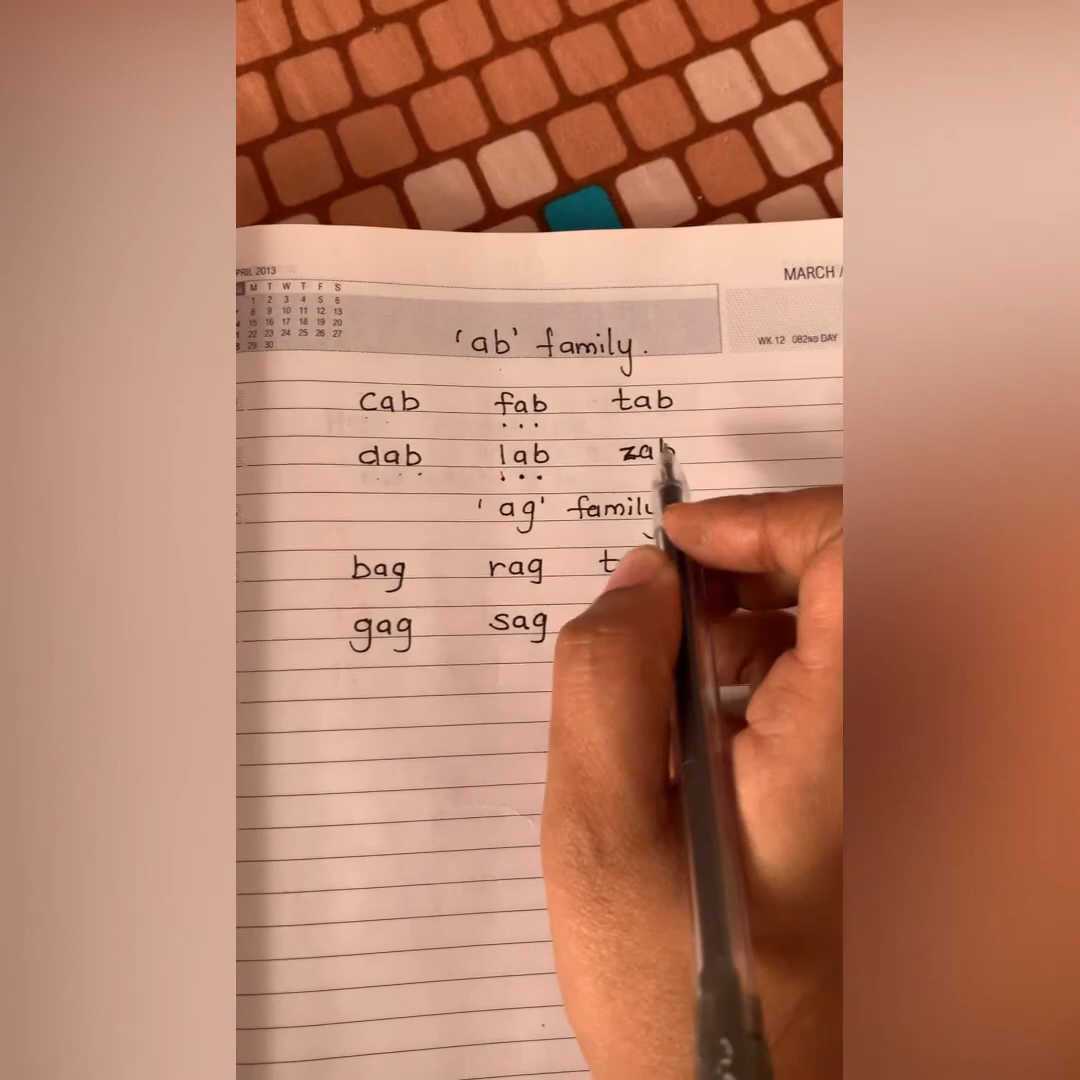 PRIL 2013
M T W T F S
1 2 3 4 5 6
8 9 10 11 12 13
15 16 17 18 19 20
22 23 24 25 26 27
29 30
MARCH /
WK 12 082ND DAY
'ab' family.
cab fab tab
dab lab zab
'ag' family
bag rag
gag sag